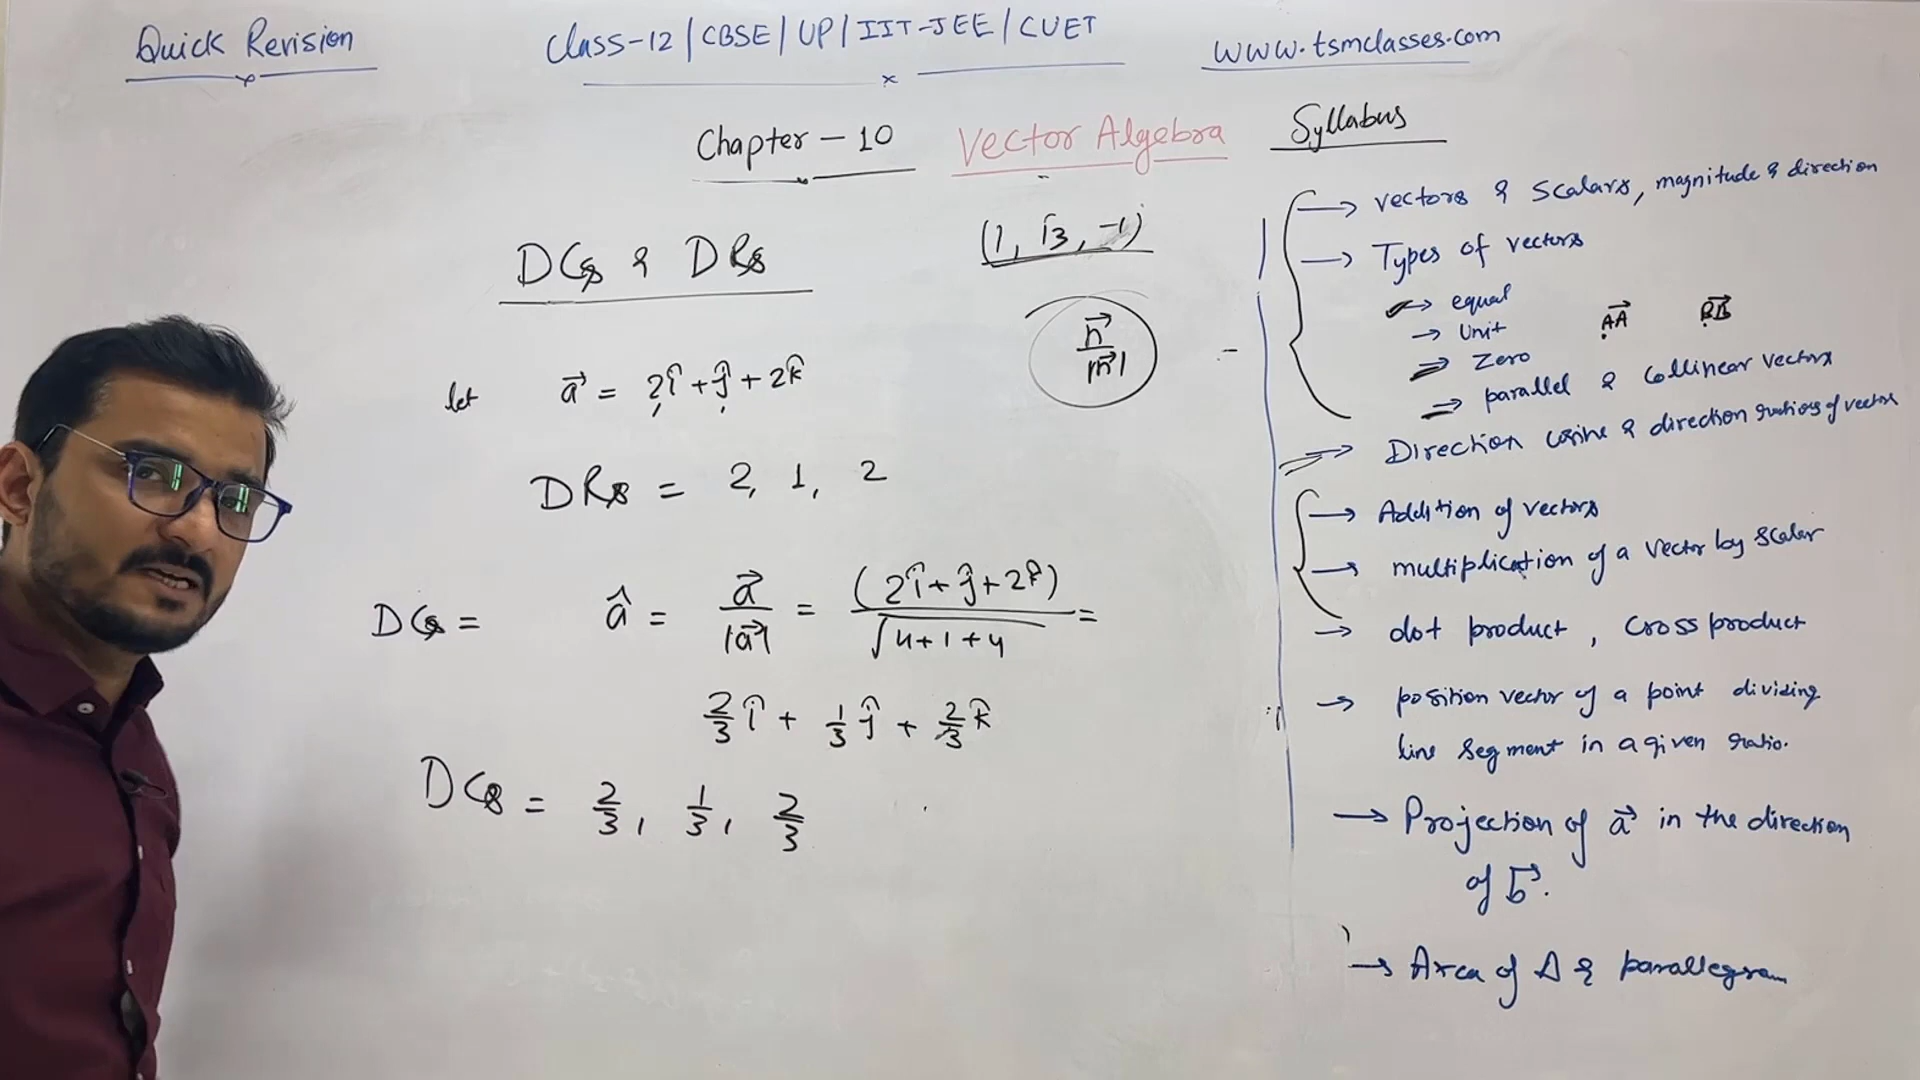 Quick Revision
Class-12/CBSE/UP/IIT-JEE/CUET
www.tsmclasses.com
Chapter - 10 Vector Algebra
DCs & DRs
let a⃗ = 2î + ĵ + 2k̂
DRs = 2, 1, 2
DCs = â = a⃗/|a⃗| = (2î + ĵ + 2k̂)/√4+1+4 =
2/3 î + 1/3 ĵ + 2/3 k̂
DCs = 2/3, 1/3, 2/3
(1, √3, -1)
Syllabus
→ vectors & scalars, magnitude & direction
→ Types of vectors
→ equal
→ Unit
→ Zero
AA⃗ BB⃗
→ parallel & collinear vectors
→ Direction cosine & direction ratios of vector
→ Addition of vectors
→ multiplication of a vector by scalar
→ dot product, cross product
→ position vector of a point dividing
line segment in a given ratio.
→ Projection of a⃗ in the direction
of b⃗.
→ Area of Δ & parallegram